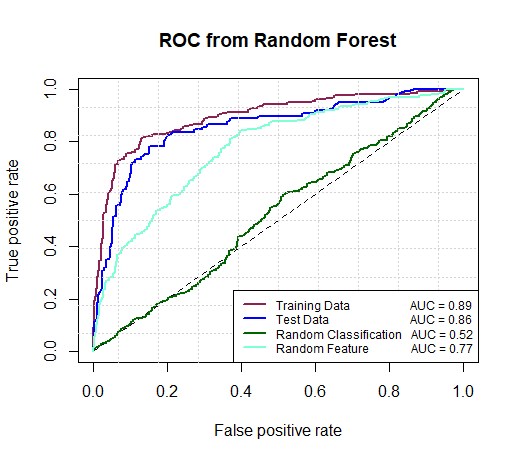 ROC from Random Forest
True positive rate
1.0
0.8
0.6
0.4
0.2
0.0
Training Data AUC = 0.89
Test Data AUC = 0.86
Random Classification AUC = 0.52
Random Feature AUC = 0.77
0.0 0.2 0.4 0.6 0.8 1.0
False positive rate